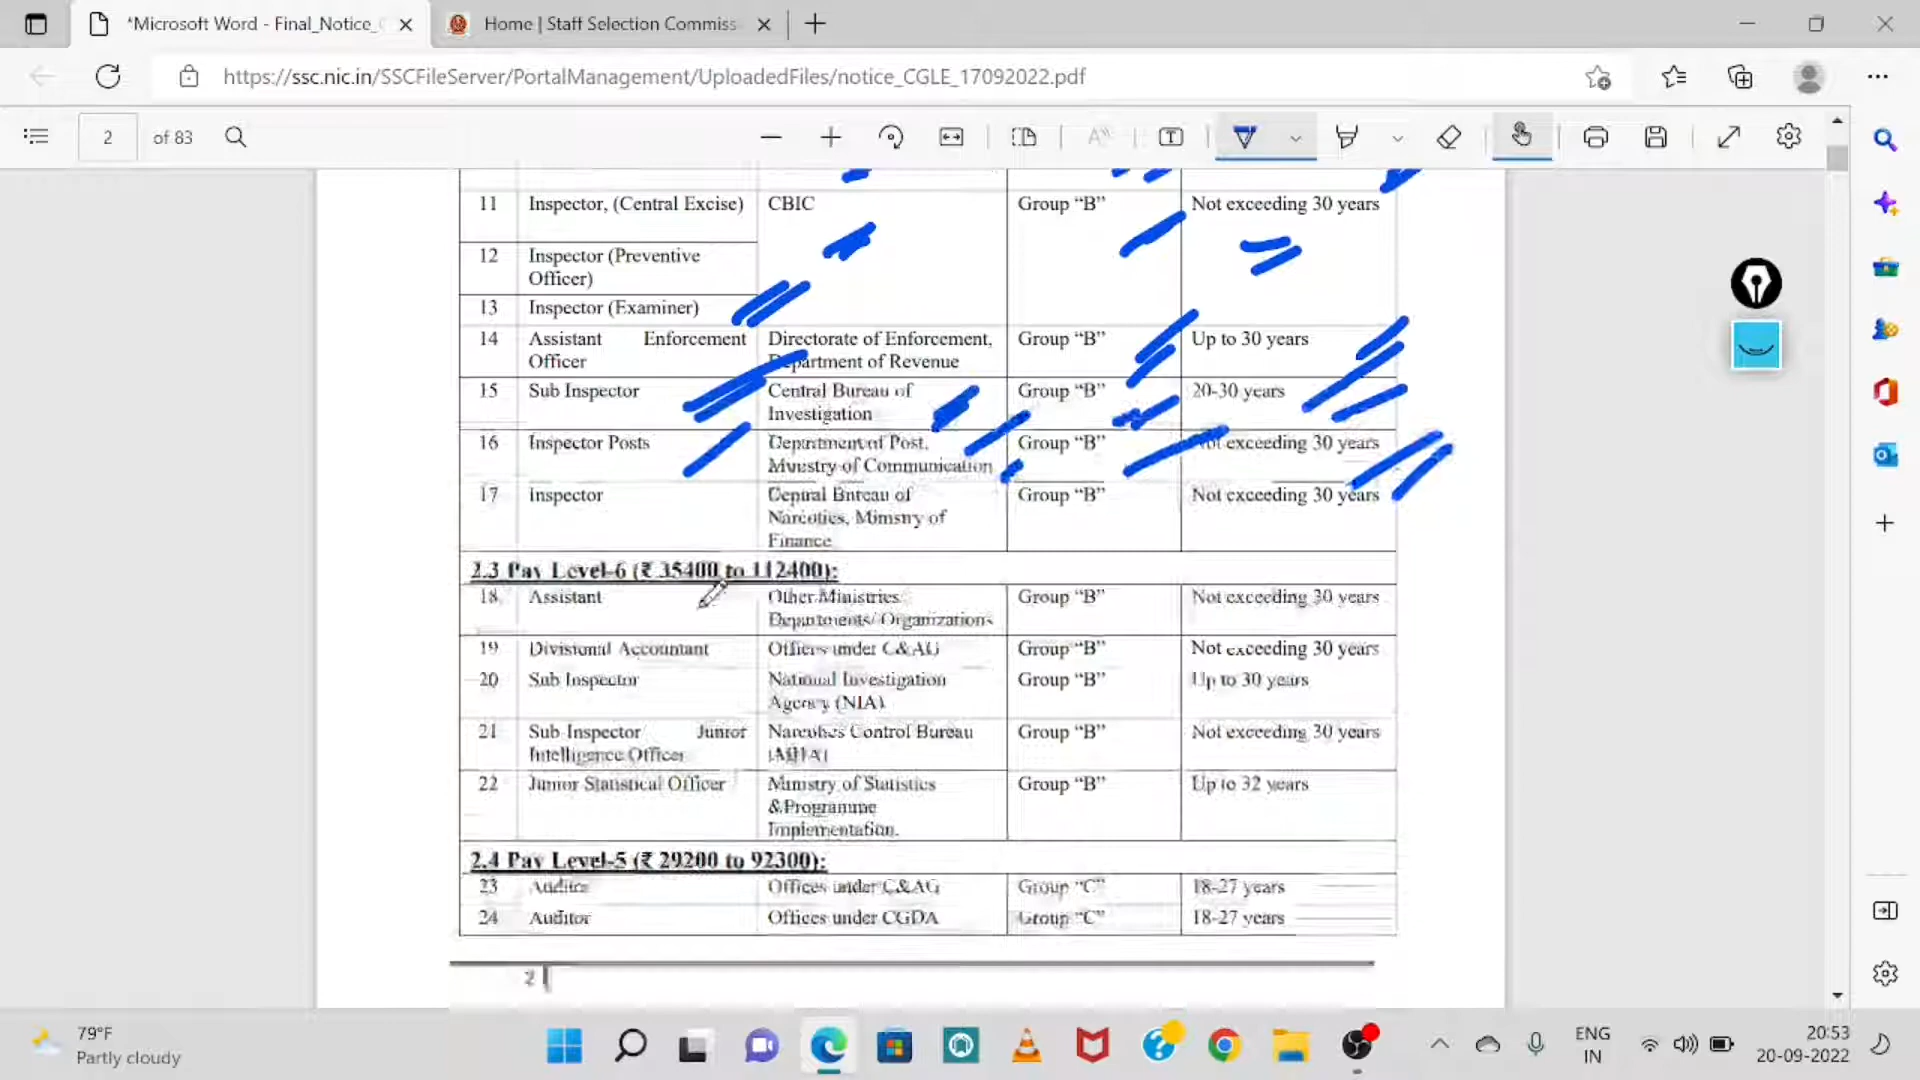 *Microsoft Word - Final_Notice_
Home | Staff Selection Commiss
https://ssc.nic.in/SSCFileServer/PortalManagement/UploadedFiles/notice_CGLE_17092022.pdf
2 of 83
11 Inspector, (Central Excise) CBIC Group “B” Not exceeding 30 years
12 Inspector (Preventive
Officer)
13 Inspector (Examiner)
14 Assistant Enforcement Directorate of Enforcement, Group “B” Up to 30 years
Officer Department of Revenue
15 Sub Inspector Central Bureau of Group “B” 20-30 years
Investigation
16 Inspector Posts Department of Post, Group “B” Not exceeding 30 years
Ministry of Communication
17 Inspector Central Bureau of Group “B” Not exceeding 30 years
Narcotics, Ministry of
Finance
2.3 Pay Level-6 (₹ 35400 to 112400):
18 Assistant Other Ministries Group “B” Not exceeding 30 years
Departments/ Organizations
19 Divisional Accountant Offices under C&AG Group “B” Not exceeding 30 years
20 Sub Inspector National Investigation Group “B” Up to 30 years
Agency (NIA)
21 Sub Inspector Junior Narcotics Control Bureau Group “B” Not exceeding 30 years
Intelligence Officer
22 Junior Statistical Officer Ministry of Statistics Group “B” Up to 32 years
&Programme
Implementation.
2.4 Pay Level-5 (₹ 29200 to 92300):
23 Auditor Offices under C&AG Group “C” 18-27 years
24 Auditor Offices under CGDA Group “C” 18-27 years
2 |
79°F
Partly cloudy
ENG
IN
20:53
20-09-2022